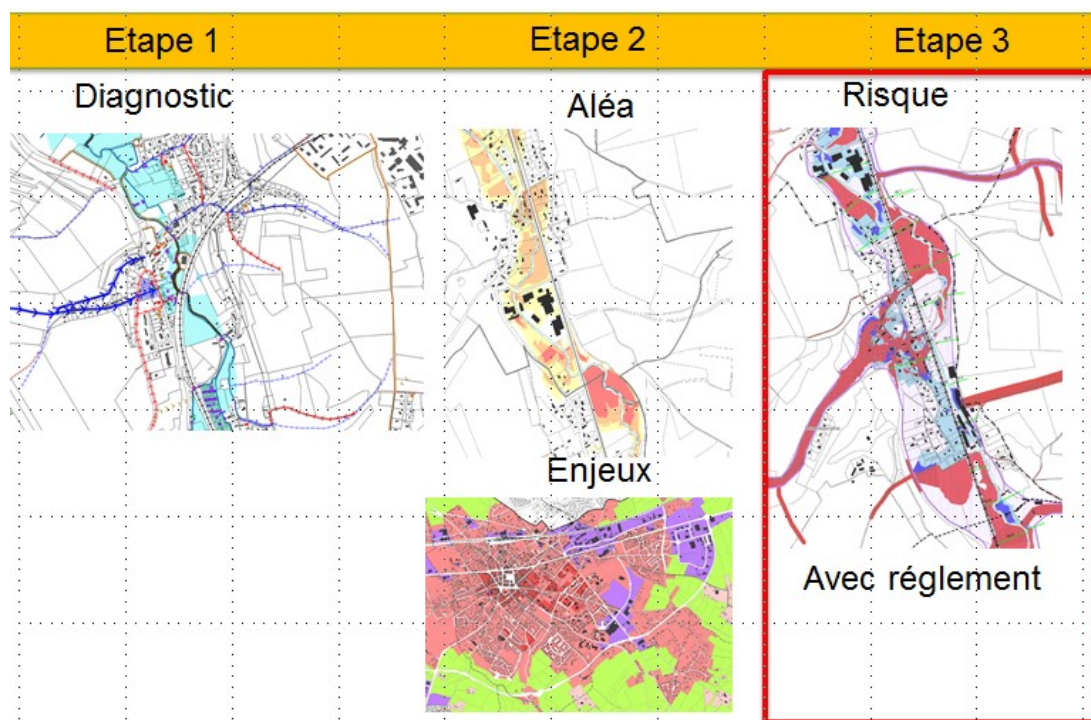 Etape 1
Etape 2
Etape 3
Diagnostic
Aléa
Risque
Enjeux
Avec réglement